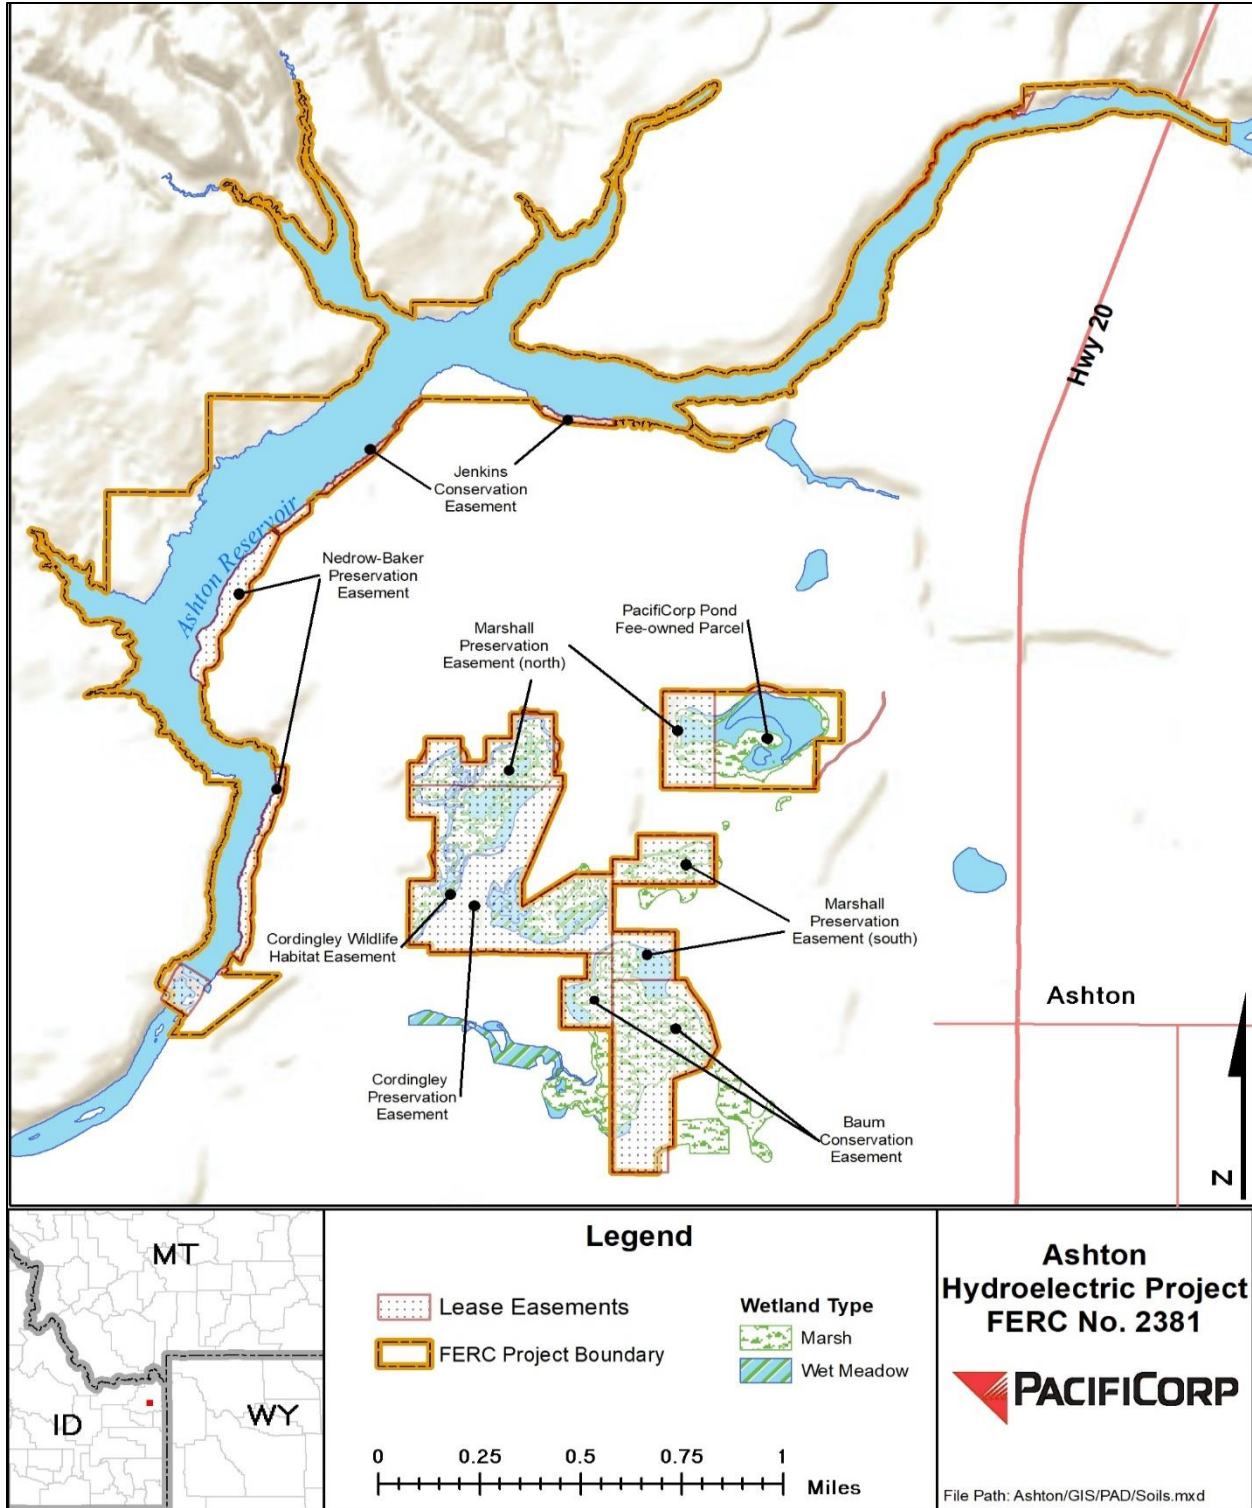 Hwy 20
Jenkins
Conservation
Easement
Ashton Reservoir
Nedrow-Baker
Preservation
Easement
Marshall
Preservation
Easement (north)
PacifiCorp Pond
Fee-owned Parcel
Marshall
Preservation
Easement (south)
Cordingley Wildlife
Habitat Easement
Ashton
Cordingley
Preservation
Easement
Baum
Conservation
Easement
N
MT
ID
WY
Legend
Lease Easements
FERC Project Boundary
Wetland Type
Marsh
Wet Meadow
0 0.25 0.5 0.75 1
Miles
Ashton
Hydroelectric Project
FERC No. 2381
PACIFICORP
File Path: Ashton/GIS/PAD/Soils.mxd